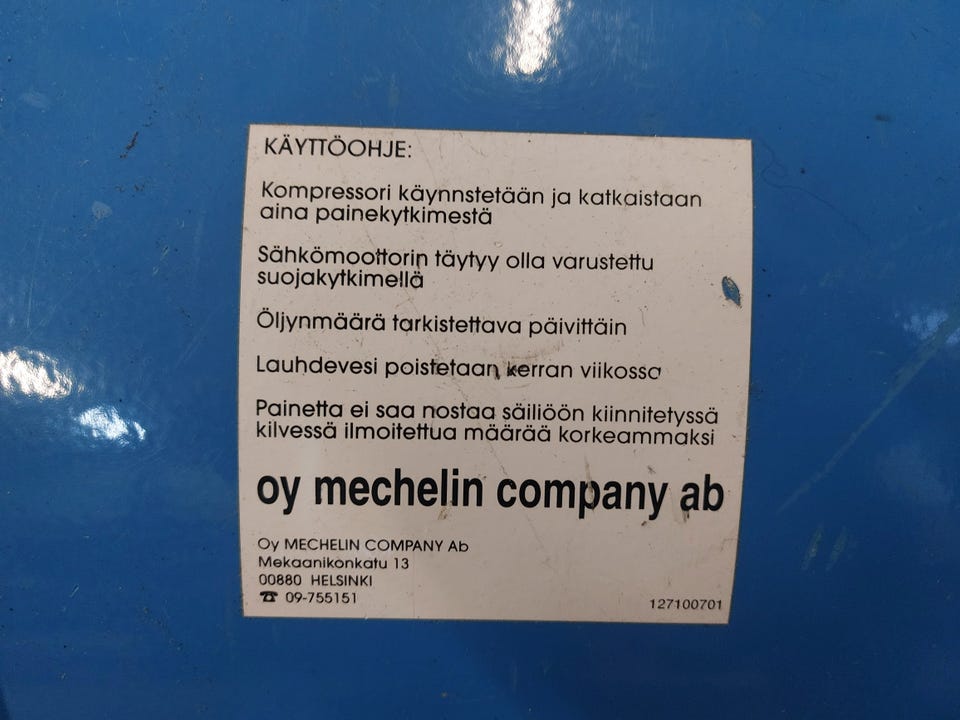 KÄYTTÖOHJE:
Kompressori käynnstetään ja katkaistaan
aina painekytkimestä
Sähkömoottorin täytyy olla varustettu
suojakytkimellä
Öljynmäärä tarkistettava päivittäin
Lauhdevesi poistetaan kerran viikossa
Painetta ei saa nostaa säiliöön kiinnitetyssä
kilvessä ilmoitettua määrää korkeammaksi
oy mechelin company ab
Oy MECHELIN COMPANY Ab
Mekaanikonkatu 13
00880 HELSINKI
☎ 09-755151
127100701